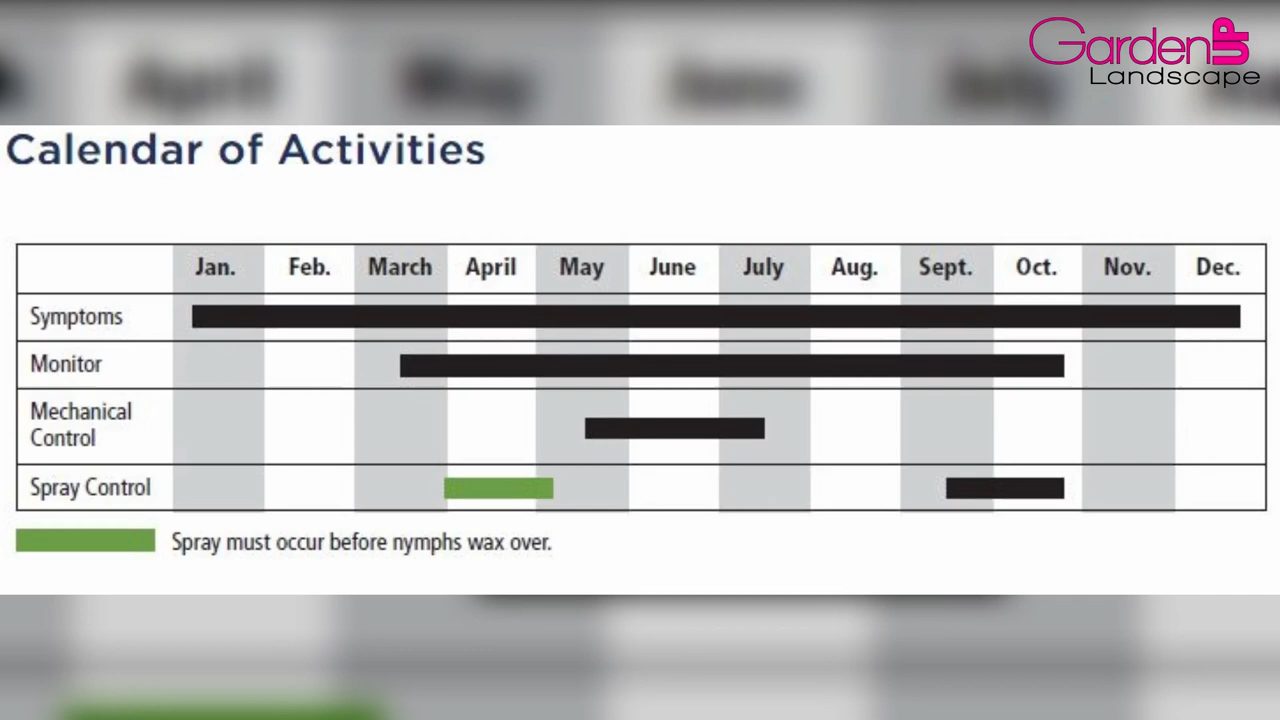 GardenUP
Landscape
Calendar of Activities
Jan. Feb. March April May June July Aug. Sept. Oct. Nov. Dec.
Symptoms
Monitor
Mechanical
Control
Spray Control
Spray must occur before nymphs wax over.